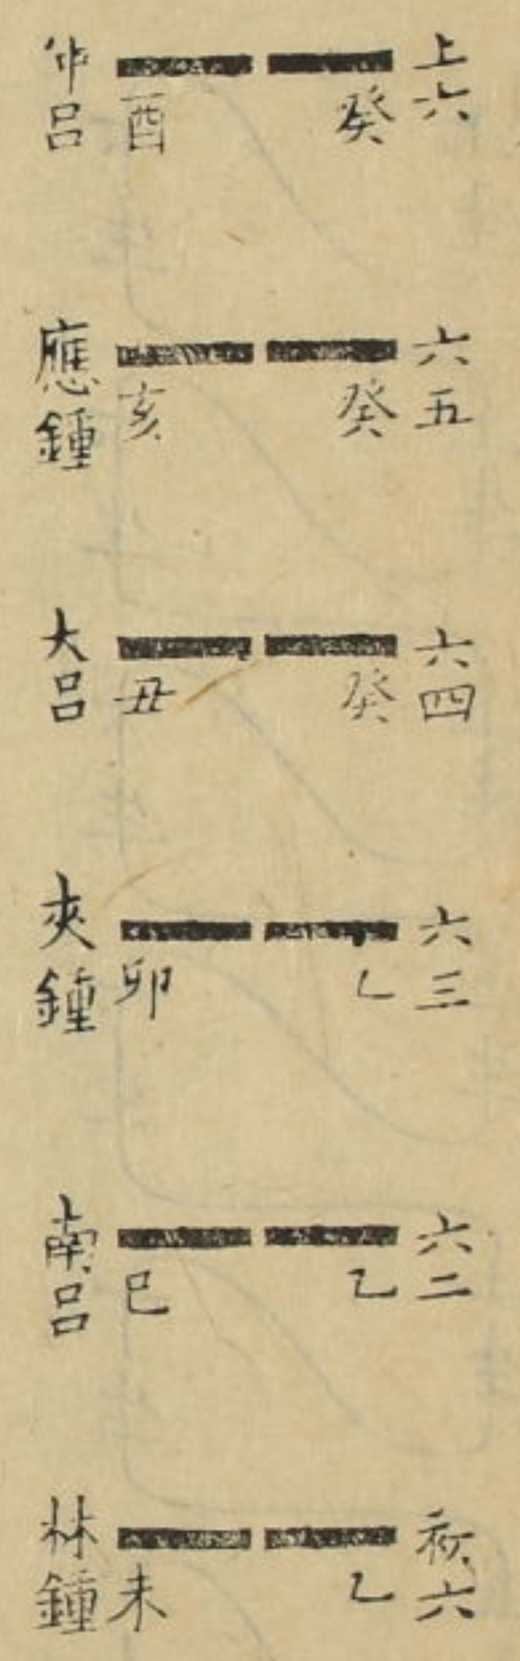 上六 癸 酉 仲呂
六五 癸 亥 應鍾
六四 癸 丑 大呂
六三 乙 卯 夾鍾
六二 乙 巳 南呂
初六 乙 未 林鍾